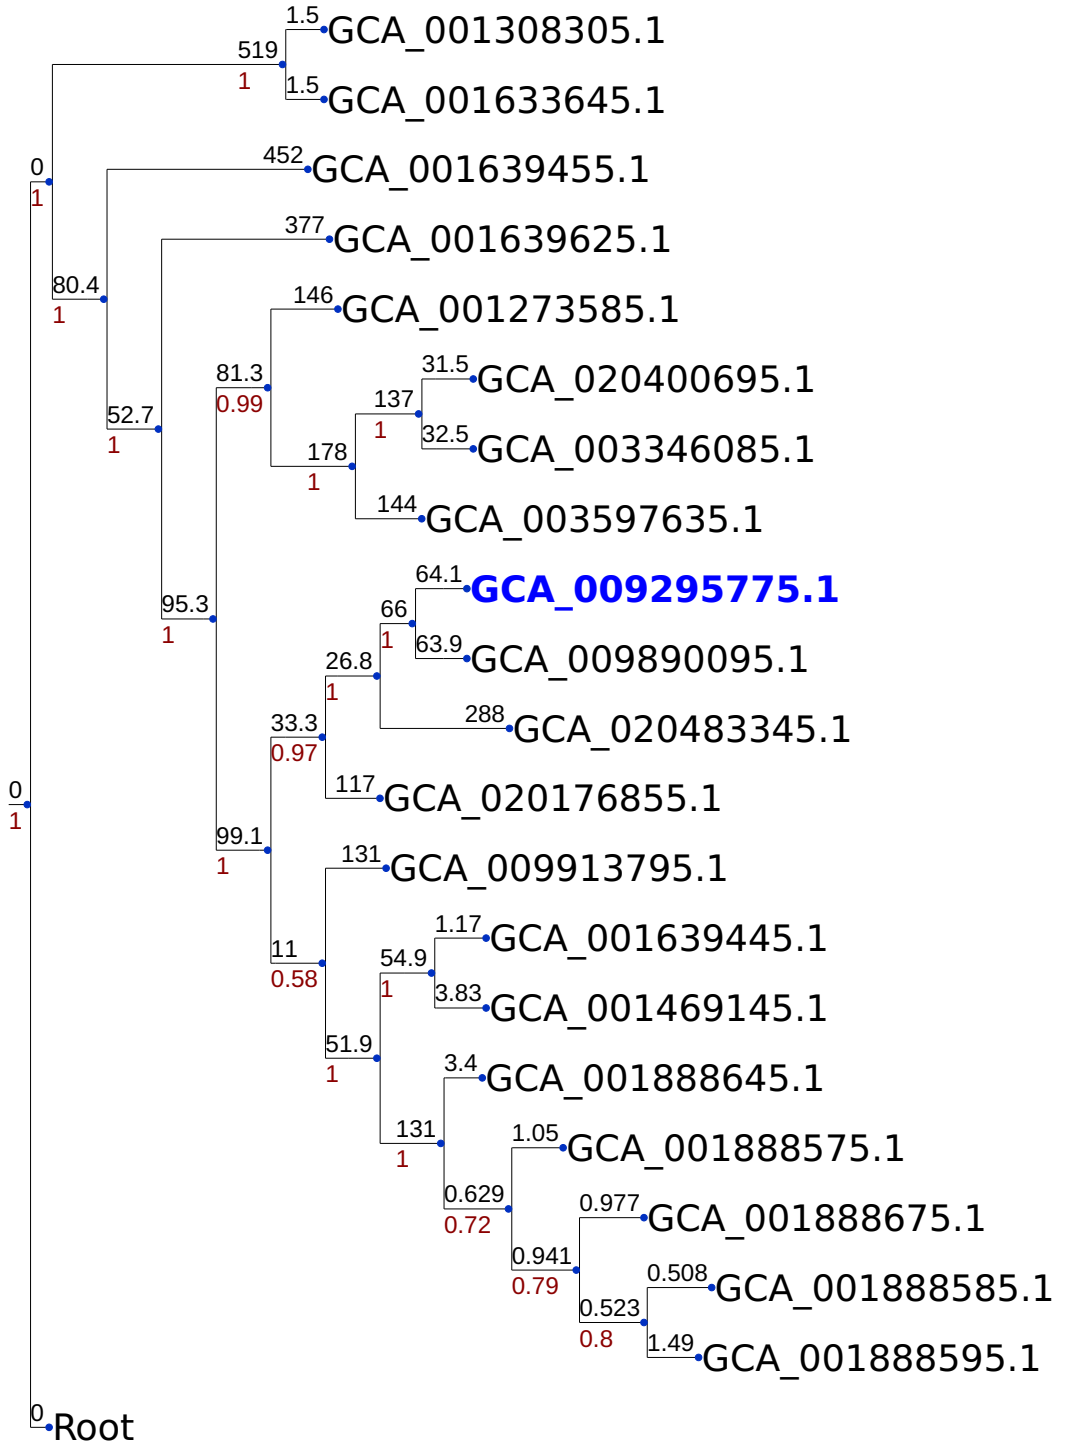 1.5
GCA_001308305.1
519
1
1.5
GCA_001633645.1
452
GCA_001639455.1
0
1
377
GCA_001639625.1
80.4
1
146
GCA_001273585.1
81.3
0.99
31.5
GCA_020400695.1
137
1
52.7
1
32.5
GCA_003346085.1
178
1
144
GCA_003597635.1
64.1
GCA_009295775.1
95.3
1
66
1
63.9
GCA_009890095.1
26.8
1
288
GCA_020483345.1
33.3
0.97
117
GCA_020176855.1
0
1
99.1
1
131
GCA_009913795.1
1.17
GCA_001639445.1
11
0.58
54.9
1
3.83
GCA_001469145.1
51.9
1
3.4
GCA_001888645.1
131
1
1.05
GCA_001888575.1
0.629
0.72
0.977
GCA_001888675.1
0.941
0.79
0.508
GCA_001888585.1
0.523
0.8
1.49
GCA_001888595.1
0
Root